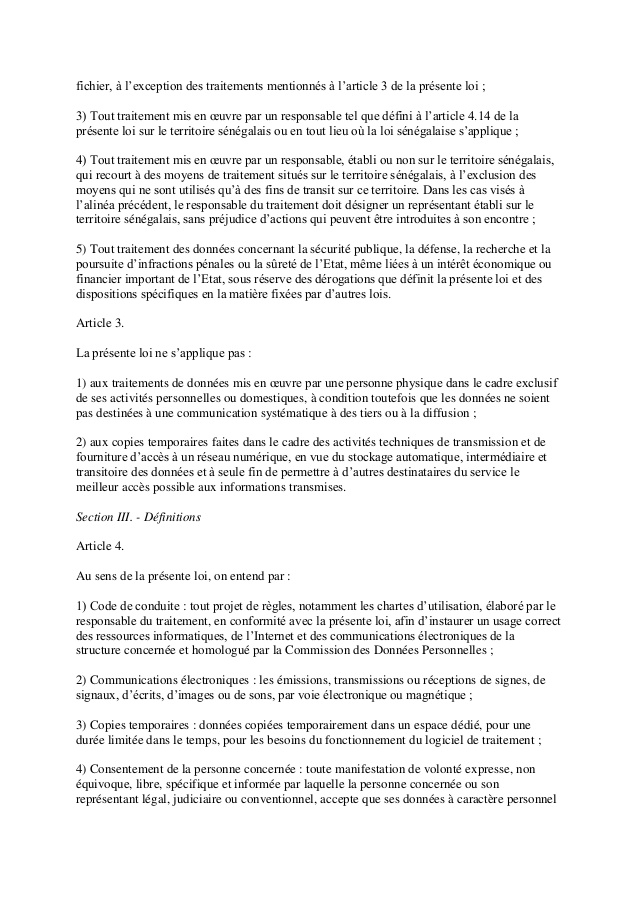 fichier, à l’exception des traitements mentionnés à l’article 3 de la présente loi ;
3) Tout traitement mis en œuvre par un responsable tel que défini à l’article 4.14 de la
présente loi sur le territoire sénégalais ou en tout lieu où la loi sénégalaise s’applique ;
4) Tout traitement mis en œuvre par un responsable, établi ou non sur le territoire sénégalais,
qui recourt à des moyens de traitement situés sur le territoire sénégalais, à l’exclusion des
moyens qui ne sont utilisés qu’à des fins de transit sur ce territoire. Dans les cas visés à
l’alinéa précédent, le responsable du traitement doit désigner un représentant établi sur le
territoire sénégalais, sans préjudice d’actions qui peuvent être introduites à son encontre ;
5) Tout traitement des données concernant la sécurité publique, la défense, la recherche et la
poursuite d’infractions pénales ou la sûreté de l’Etat, même liées à un intérêt économique ou
financier important de l’Etat, sous réserve des dérogations que définit la présente loi et des
dispositions spécifiques en la matière fixées par d’autres lois.
Article 3.
La présente loi ne s’applique pas :
1) aux traitements de données mis en œuvre par une personne physique dans le cadre exclusif
de ses activités personnelles ou domestiques, à condition toutefois que les données ne soient
pas destinées à une communication systématique à des tiers ou à la diffusion ;
2) aux copies temporaires faites dans le cadre des activités techniques de transmission et de
fourniture d’accès à un réseau numérique, en vue du stockage automatique, intermédiaire et
transitoire des données et à seule fin de permettre à d’autres destinataires du service le
meilleur accès possible aux informations transmises.
Section III. - Définitions
Article 4.
Au sens de la présente loi, on entend par :
1) Code de conduite : tout projet de règles, notamment les chartes d’utilisation, élaboré par le
responsable du traitement, en conformité avec la présente loi, afin d’instaurer un usage correct
des ressources informatiques, de l’Internet et des communications électroniques de la
structure concernée et homologué par la Commission des Données Personnelles ;
2) Communications électroniques : les émissions, transmissions ou réceptions de signes, de
signaux, d’écrits, d’images ou de sons, par voie électronique ou magnétique ;
3) Copies temporaires : données copiées temporairement dans un espace dédié, pour une
durée limitée dans le temps, pour les besoins du fonctionnement du logiciel de traitement ;
4) Consentement de la personne concernée : toute manifestation de volonté expresse, non
équivoque, libre, spécifique et informée par laquelle la personne concernée ou son
représentant légal, judiciaire ou conventionnel, accepte que ses données à caractère personnel